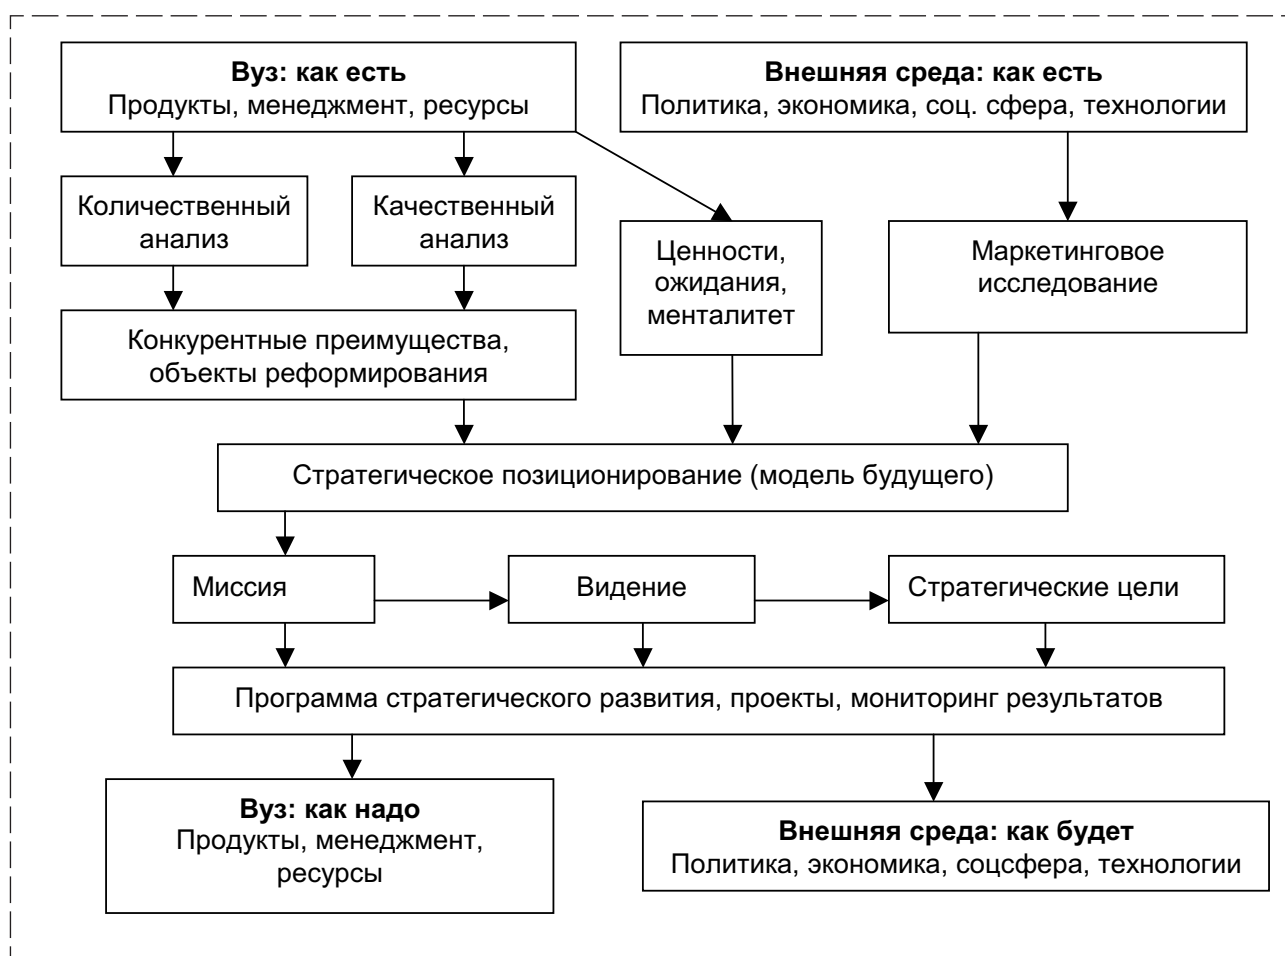 Вуз: как есть
Продукты, менеджмент, ресурсы
Внешняя среда: как есть
Политика, экономика, соц. сфера, технологии
Количественный
анализ
Качественный
анализ
Ценности,
ожидания,
менталитет
Маркетинговое
исследование
Конкурентные преимущества,
объекты реформирования
Стратегическое позиционирование (модель будущего)
Миссия
Видение
Стратегические цели
Программа стратегического развития, проекты, мониторинг результатов
Вуз: как надо
Продукты, менеджмент,
ресурсы
Внешняя среда: как будет
Политика, экономика, соцсфера, технологии